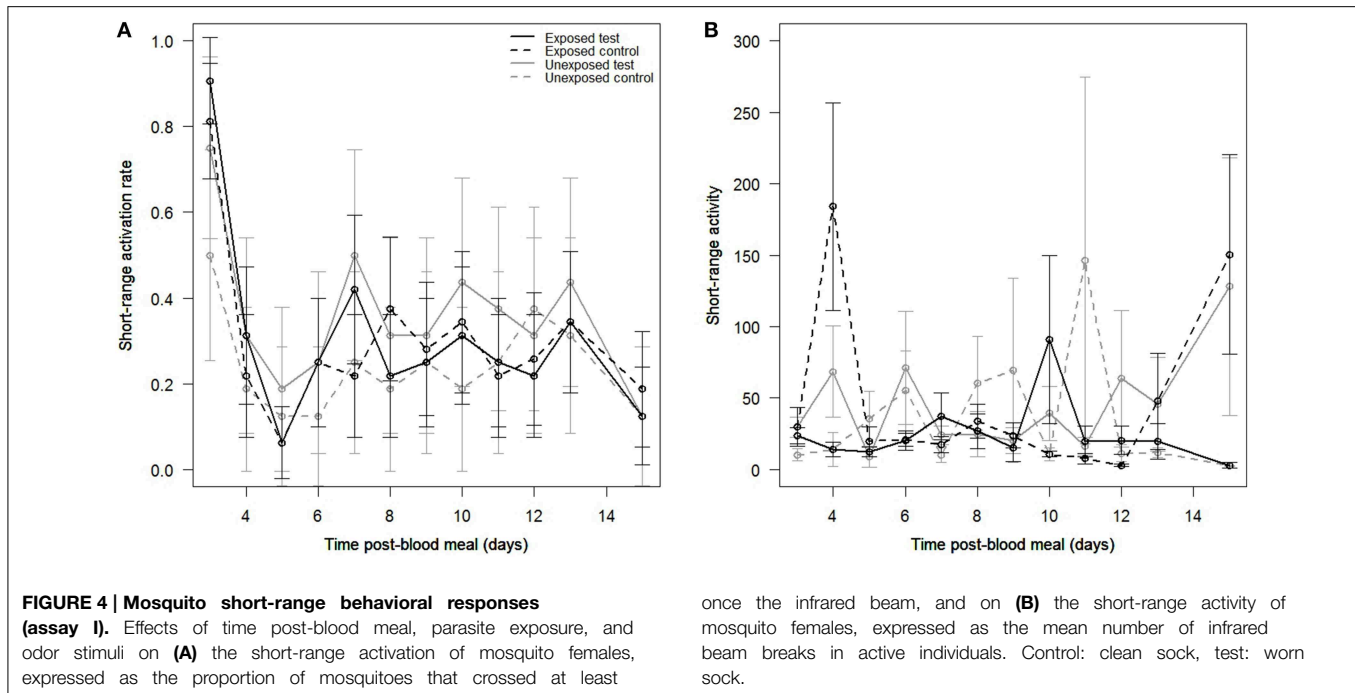 A
Short-range activation rate
1.0
0.8
0.6
0.4
0.2
0.0
4 6 8 10 12 14
Time post-blood meal (days)
Exposed test
Exposed control
Unexposed test
Unexposed control
B
Short-range activity
300
250
200
150
100
50
0
4 6 8 10 12 14
Time post-blood meal (days)
FIGURE 4 | Mosquito short-range behavioral responses
(assay I). Effects of time post-blood meal, parasite exposure, and
odor stimuli on (A) the short-range activation of mosquito females,
expressed as the proportion of mosquitoes that crossed at least
once the infrared beam, and on (B) the short-range activity of
mosquito females, expressed as the mean number of infrared
beam breaks in active individuals. Control: clean sock, test: worn
sock.